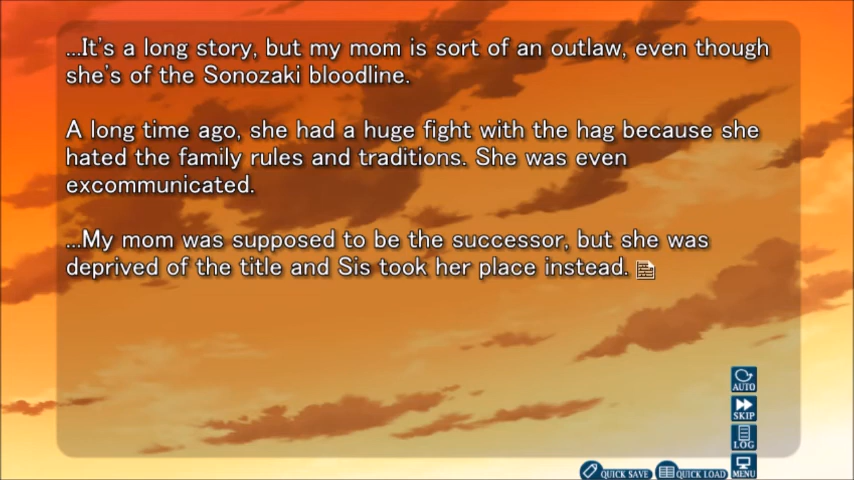 ...It's a long story, but my mom is sort of an outlaw, even though
she's of the Sonozaki bloodline.
A long time ago, she had a huge fight with the hag because she
hated the family rules and traditions. She was even
excommunicated.
...My mom was supposed to be the successor, but she was
deprived of the title and Sis took her place instead.
AUTO
SKIP
LOG
QUICK SAVE QUICK LOAD MENU